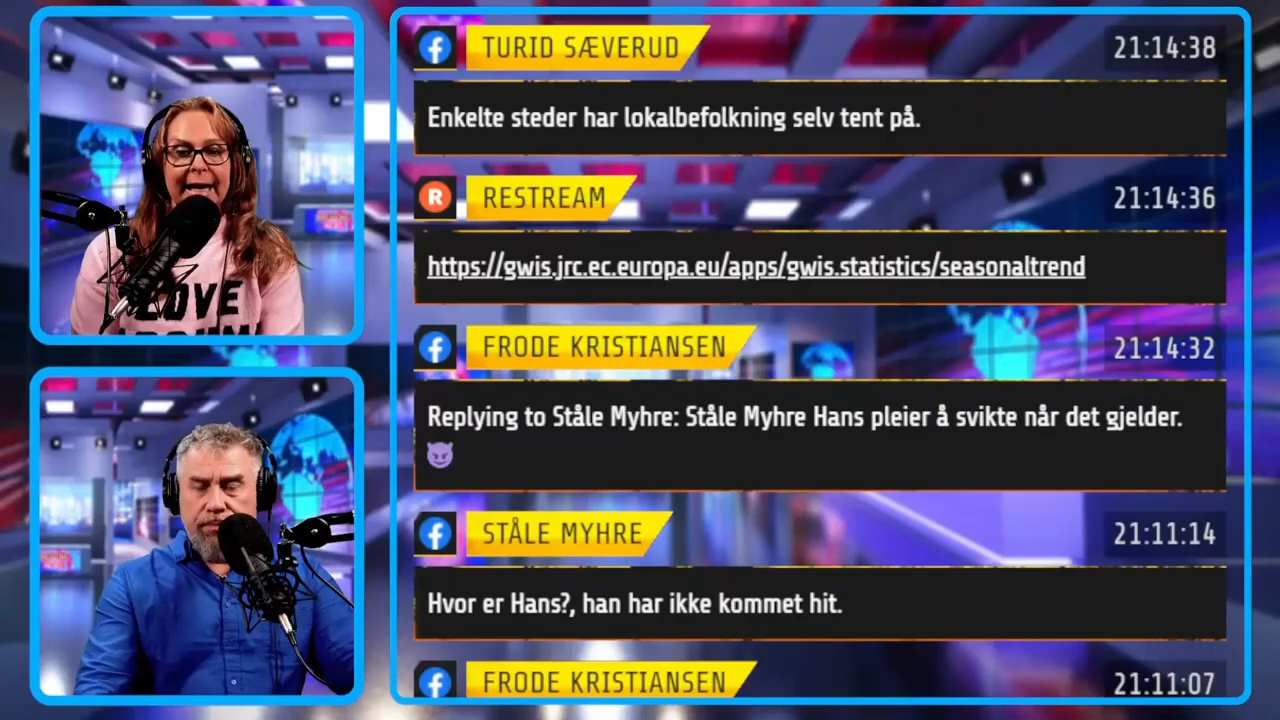 TURID SÆVERUD
21:14:38
Enkelte steder har lokalbefolkning selv tent på.
R
RESTREAM
21:14:36
https://gwis.jrc.ec.europa.eu/apps/gwis.statistics/seasonaltrend
FRODE KRISTIANSEN
21:14:32
Replying to Ståle Myhre: Ståle Myhre Hans pleier å svikte når det gjelder.
😈
STÅLE MYHRE
21:11:14
Hvor er Hans?, han har ikke kommet hit.
FRODE KRISTIANSEN
21:11:07
LOVE